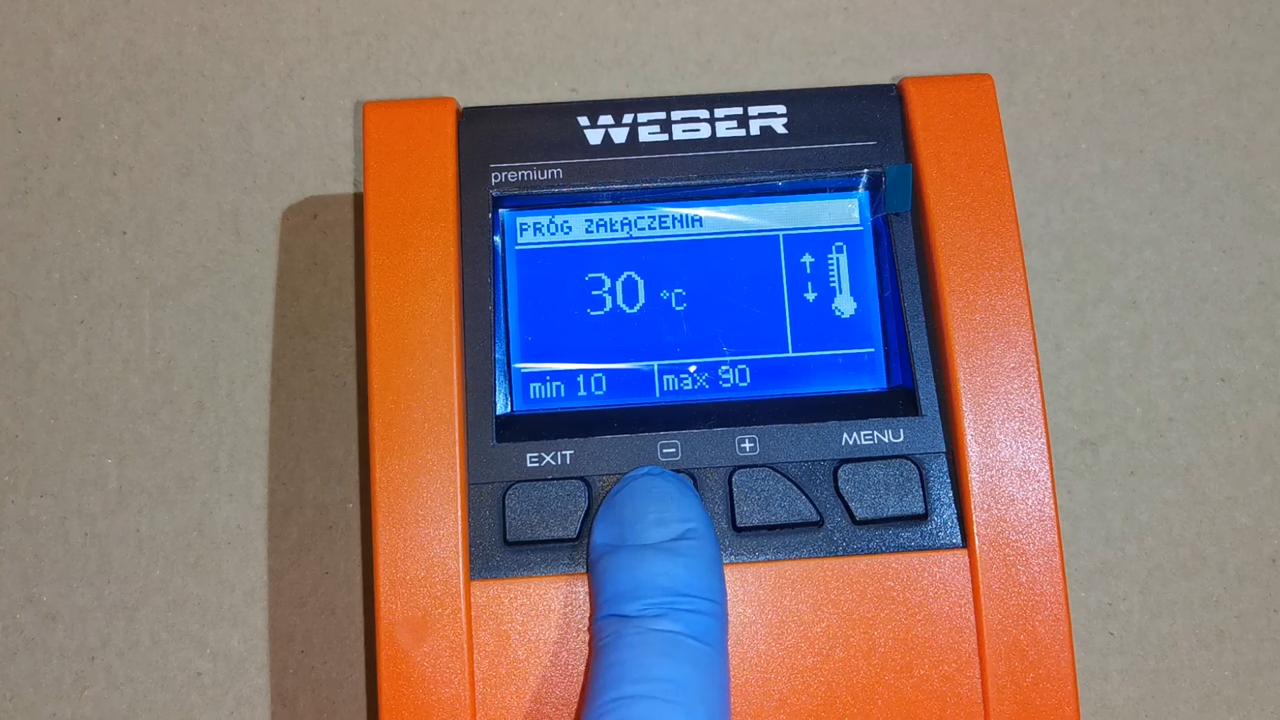 WEBER
premium
PRÓG ZAŁĄCZENIA
30 °C
min 10 max 90
EXIT - + MENU